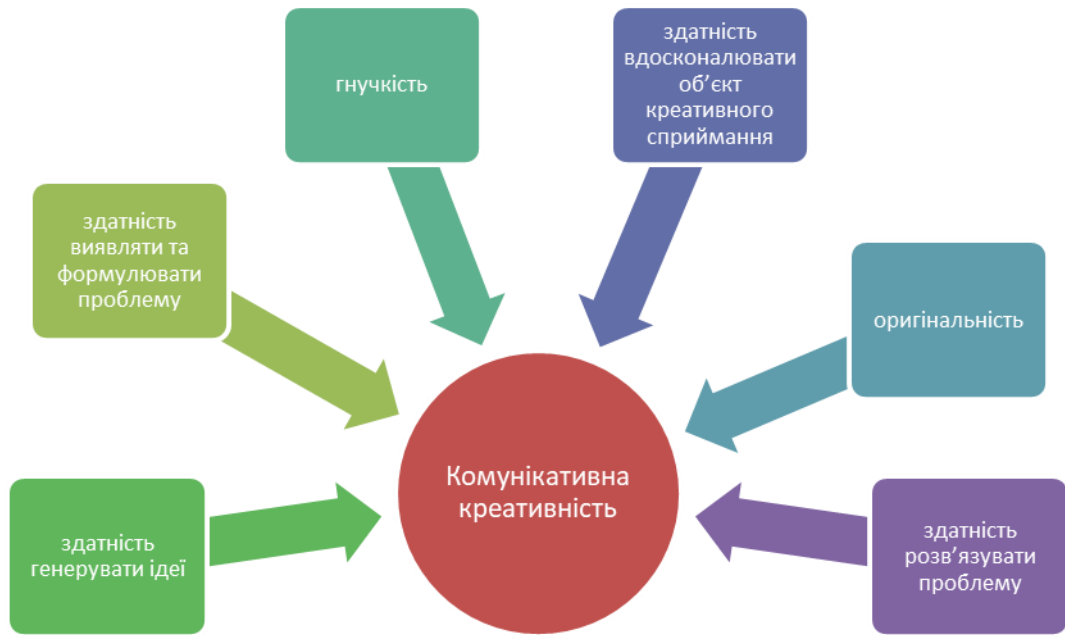 гнучкість
здатність
вдосконалювати
об’єкт
креативного
сприймання
здатність
виявляти та
формулювати
проблему
оригінальність
Комунікативна
креативність
здатність
генерувати ідеї
здатність
розв’язувати
проблему